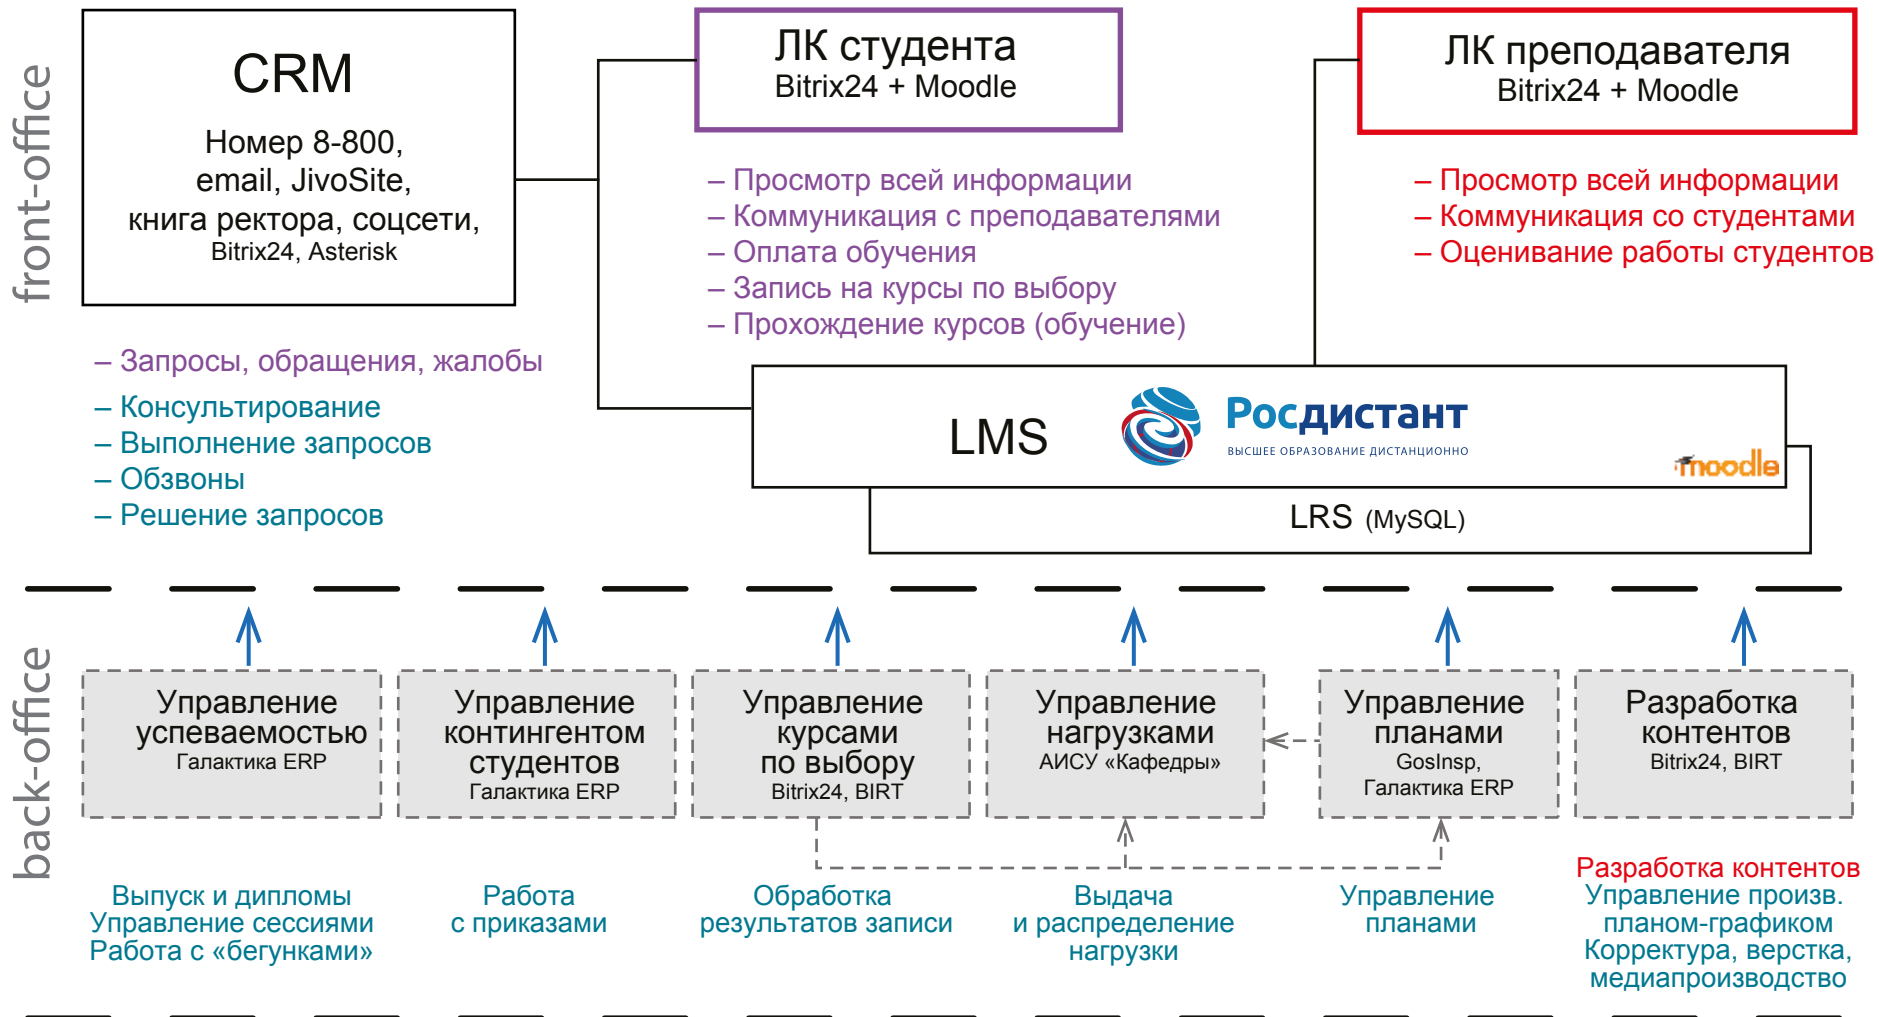 front-office
CRM
Номер 8-800,
email, JivoSite,
книга ректора, соцсети,
Bitrix24, Asterisk
– Запросы, обращения, жалобы
– Консультирование
– Выполнение запросов
– Обзвоны
– Решение запросов
ЛК студента
Bitrix24 + Moodle
– Просмотр всей информации
– Коммуникация с преподавателями
– Оплата обучения
– Запись на курсы по выбору
– Прохождение курсов (обучение)
ЛК преподавателя
Bitrix24 + Moodle
– Просмотр всей информации
– Коммуникация со студентами
– Оценивание работы студентов
LMS
Росдистант
ВЫСШЕЕ ОБРАЗОВАНИЕ ДИСТАНЦИОННО
moodle
LRS (MySQL)
back-office
Управление
успеваемостью
Галактика ERP
Управление
контингентом
студентов
Галактика ERP
Управление
курсами
по выбору
Bitrix24, BIRT
Управление
нагрузками
АИСУ «Кафедры»
Управление
планами
GosInsp,
Галактика ERP
Разработка
контентов
Bitrix24, BIRT
Выпуск и дипломы
Управление сессиями
Работа с «бегунками»
Работа
с приказами
Обработка
результатов записи
Выдача
и распределение
нагрузки
Управление
планами
Разработка контентов
Управление произв.
планом-графиком
Корректура, верстка,
медиапроизводство